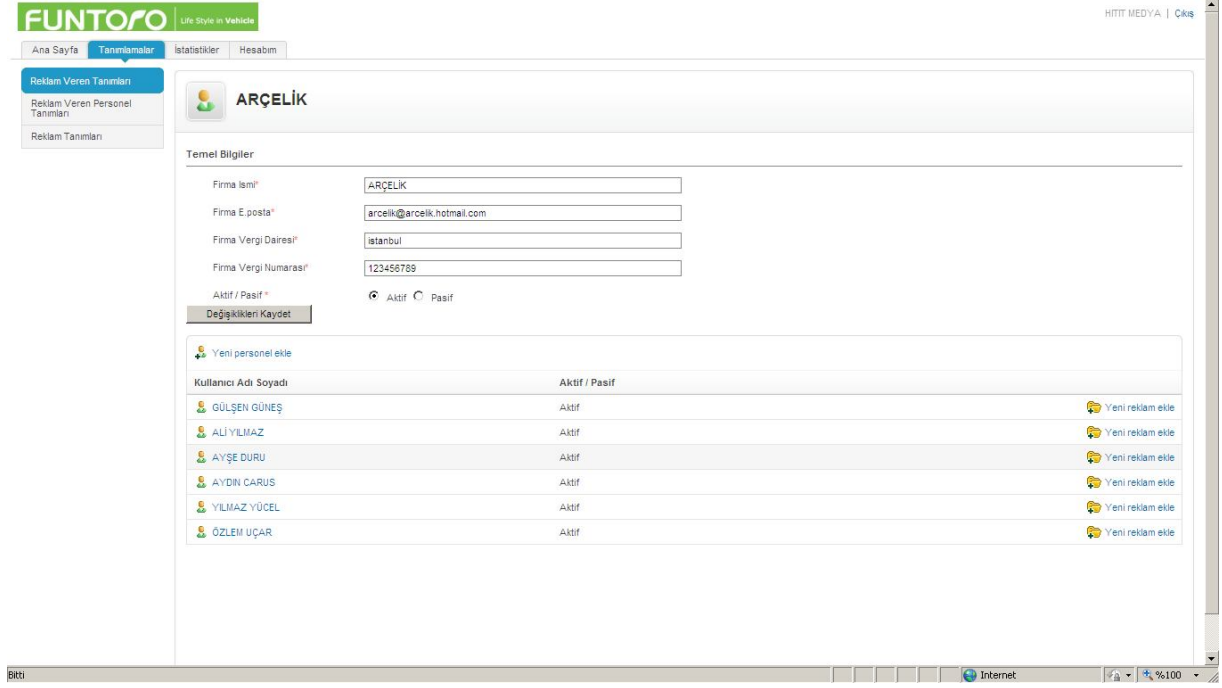 FUNTORO Life Style in Vehicle
HITIT MEDYA | Çıkış
Ana Sayfa Tanımlamalar İstatistikler Hesabım
Reklam Veren Tanımları
Reklam Veren Personel
Tanımları
Reklam Tanımları
ARÇELİK
Temel Bilgiler
Firma Ismi* ARÇELİK
Firma E.posta* arcelik@arcelik.hotmail.com
Firma Vergi Dairesi* istanbul
Firma Vergi Numarası* 123456789
Aktif / Pasif * Aktif Pasif
Değişiklikleri Kaydet
Yeni personel ekle
Kullanıcı Adı Soyadı Aktif / Pasif
GÜLŞEN GÜNEŞ Aktif Yeni reklam ekle
ALİ YILMAZ Aktif Yeni reklam ekle
AYŞE DURU Aktif Yeni reklam ekle
AYDIN CARUS Aktif Yeni reklam ekle
YILMAZ YÜCEL Aktif Yeni reklam ekle
ÖZLEM UÇAR Aktif Yeni reklam ekle
Bitti Internet %100